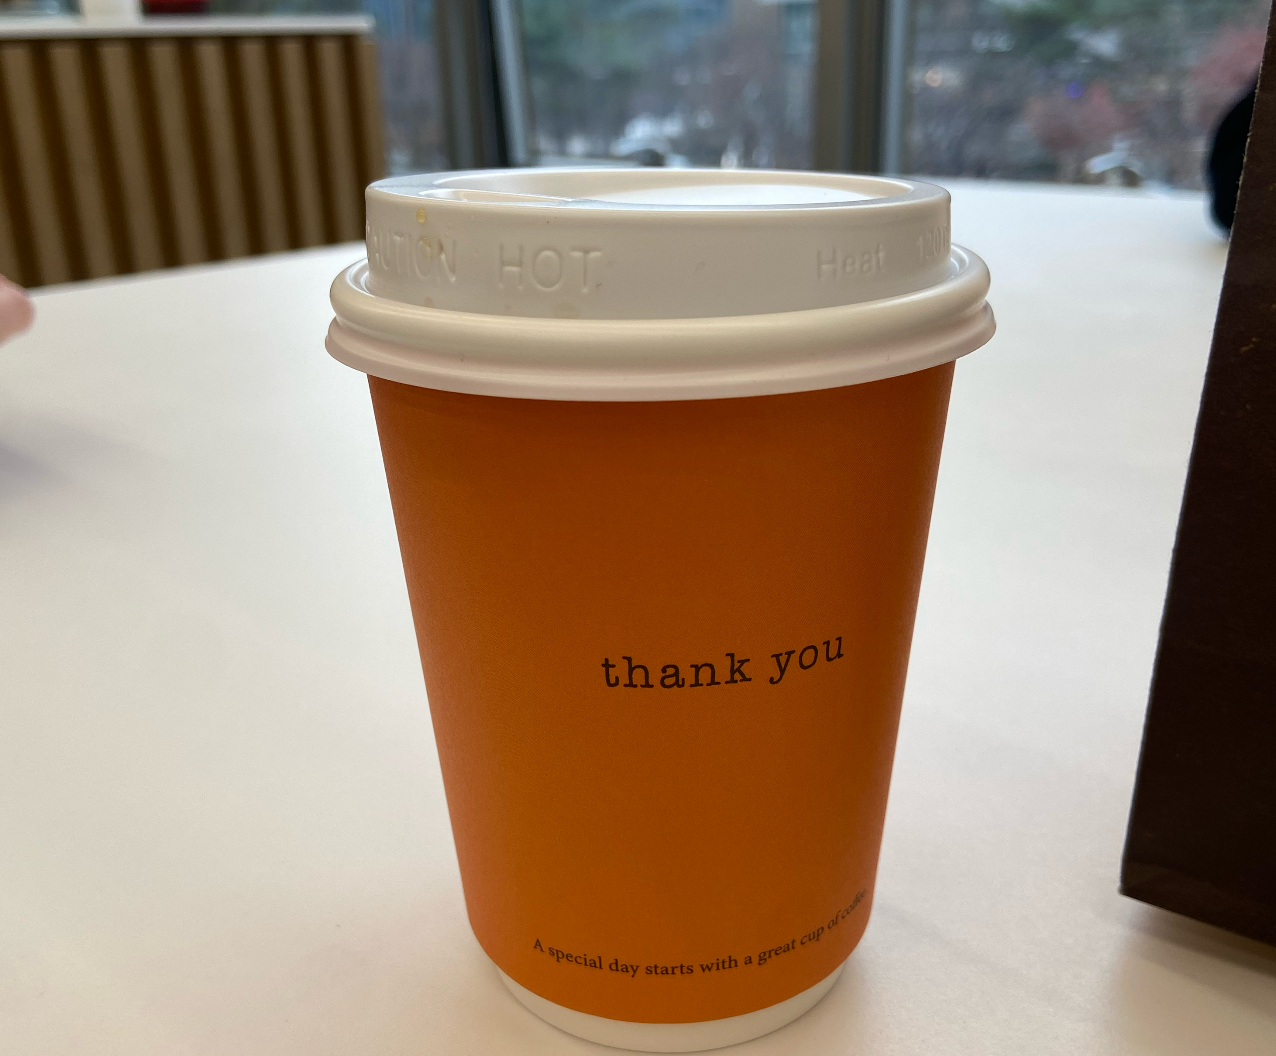 CAUTION HOT Heat
thank you
A special day starts with a great cup of coffee.